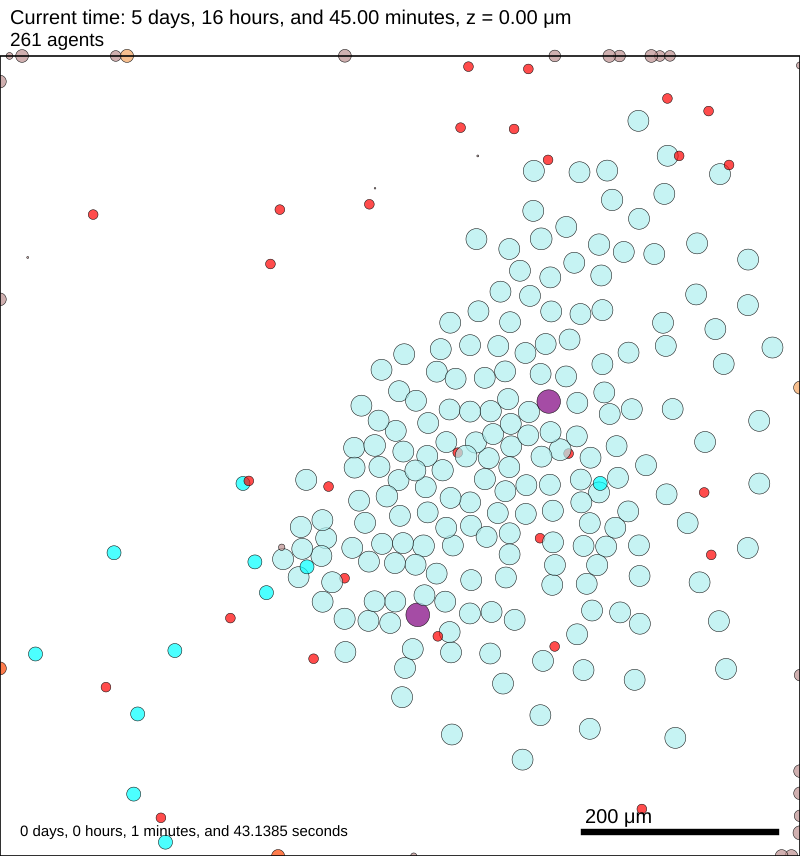 Current time: 5 days, 16 hours, and 45.00 minutes, z = 0.00 μm
261 agents
200 μm
0 days, 0 hours, 1 minutes, and 43.1385 seconds